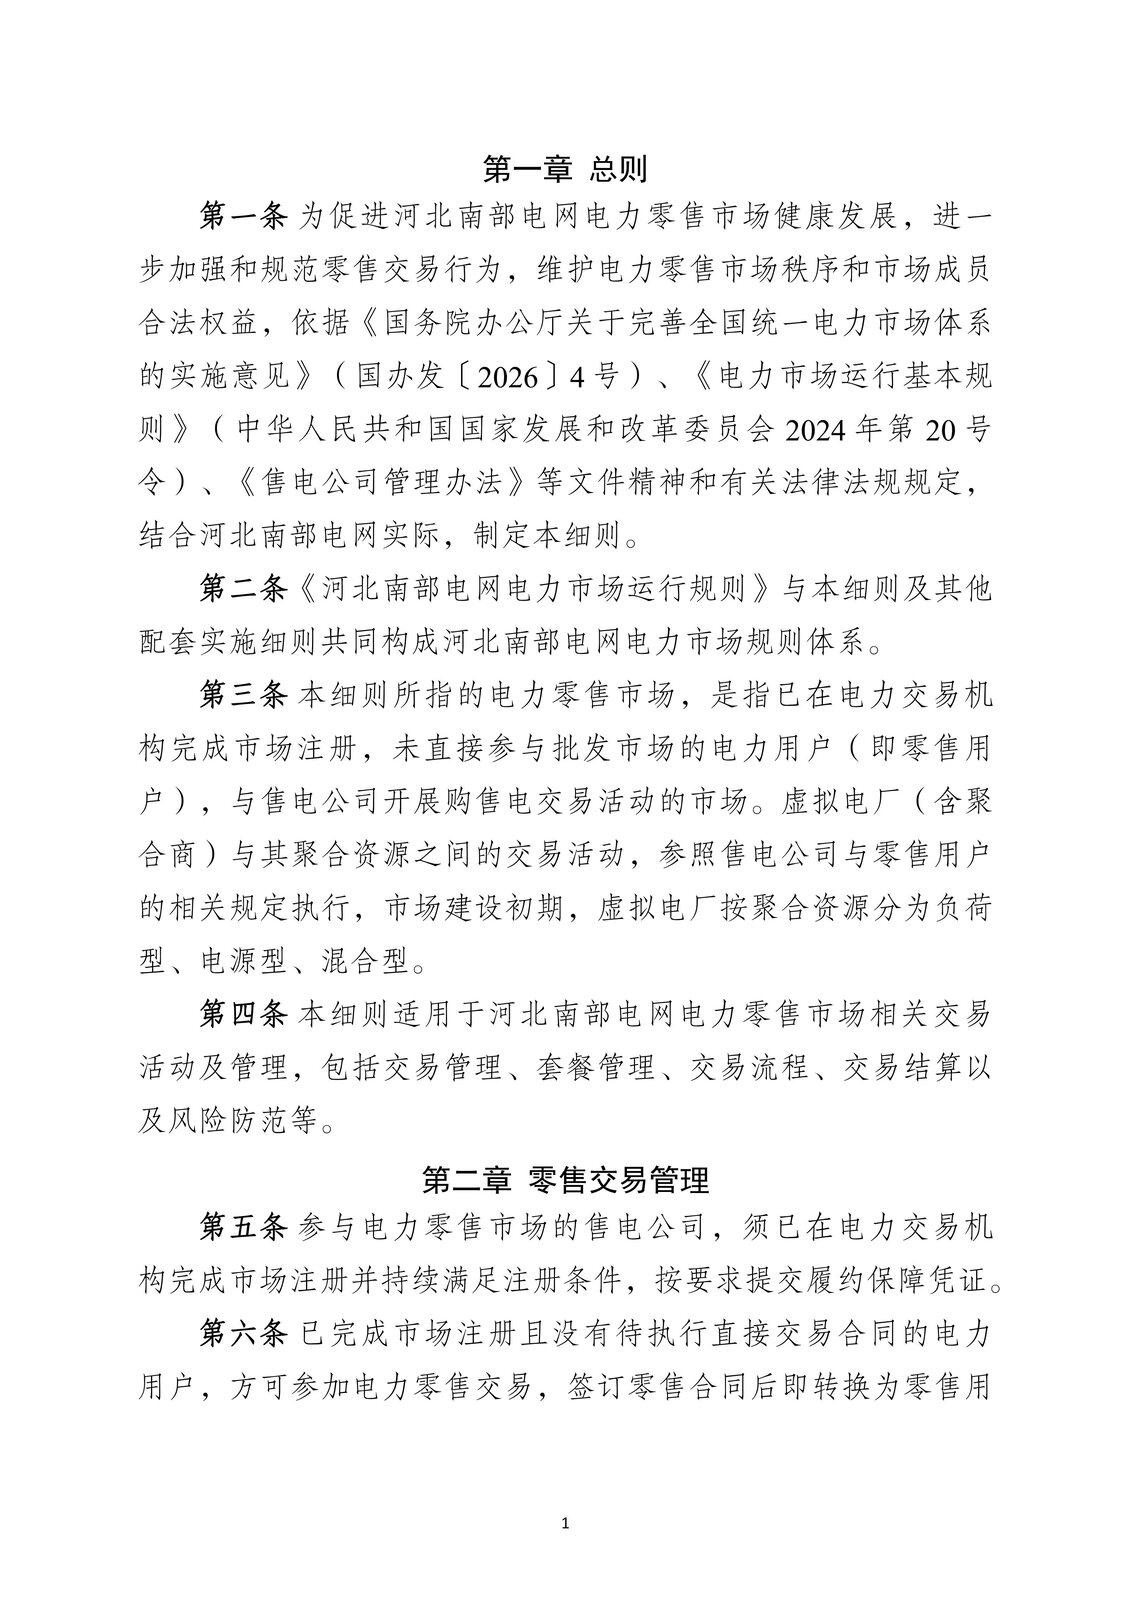 第一章 总则
第一条 为促进河北南部电网电力零售市场健康发展，进一
步加强和规范零售交易行为，维护电力零售市场秩序和市场成员
合法权益，依据《国务院办公厅关于完善全国统一电力市场体系
的实施意见》（国办发〔2026〕4 号）、《电力市场运行基本规
则》（中华人民共和国国家发展和改革委员会 2024 年第 20 号
令）、《售电公司管理办法》等文件精神和有关法律法规规定，
结合河北南部电网实际，制定本细则。
第二条《河北南部电网电力市场运行规则》与本细则及其他
配套实施细则共同构成河北南部电网电力市场规则体系。
第三条 本细则所指的电力零售市场，是指已在电力交易机
构完成市场注册，未直接参与批发市场的电力用户（即零售用
户），与售电公司开展购售电交易活动的市场。虚拟电厂（含聚
合商）与其聚合资源之间的交易活动，参照售电公司与零售用户
的相关规定执行，市场建设初期，虚拟电厂按聚合资源分为负荷
型、电源型、混合型。
第四条 本细则适用于河北南部电网电力零售市场相关交易
活动及管理，包括交易管理、套餐管理、交易流程、交易结算以
及风险防范等。
第二章 零售交易管理
第五条 参与电力零售市场的售电公司，须已在电力交易机
构完成市场注册并持续满足注册条件，按要求提交履约保障凭证。
第六条 已完成市场注册且没有待执行直接交易合同的电力
用户，方可参加电力零售交易，签订零售合同后即转换为零售用
1